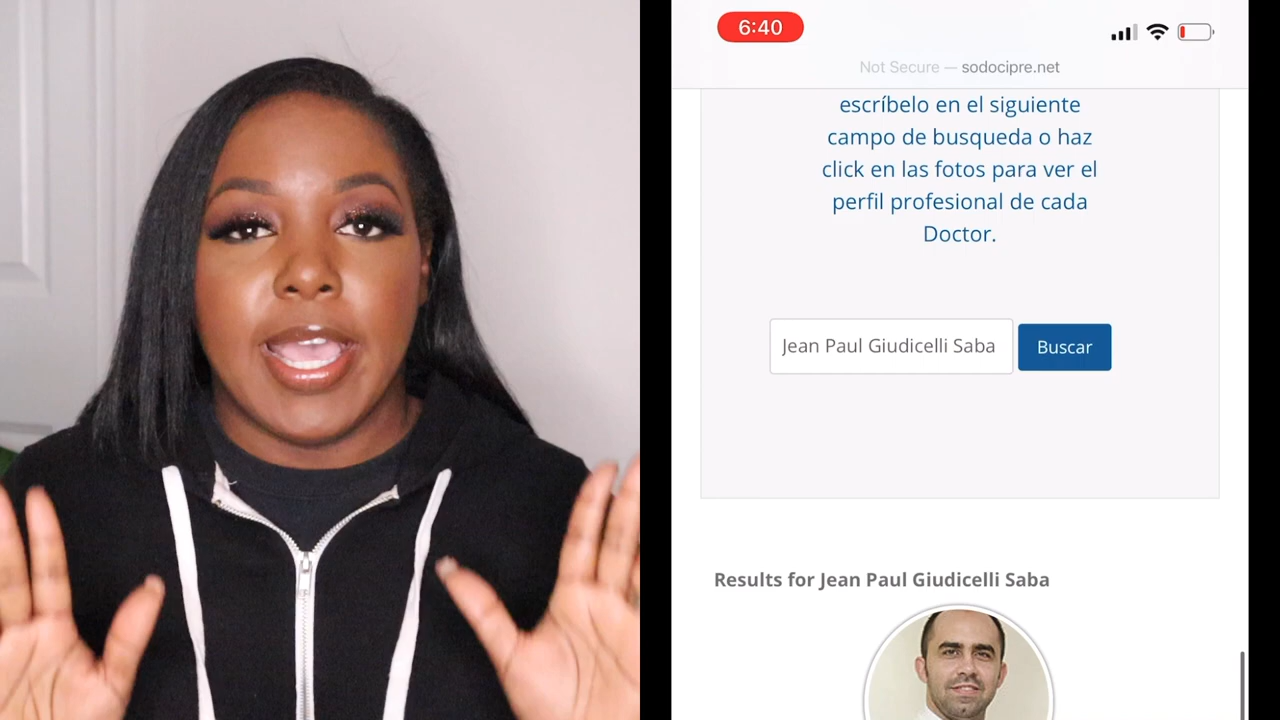 6:40
Not Secure — sodocipre.net
escríbelo en el siguiente
campo de busqueda o haz
click en las fotos para ver el
perfil profesional de cada
Doctor.
Jean Paul Giudicelli Saba
Buscar
Results for Jean Paul Giudicelli Saba